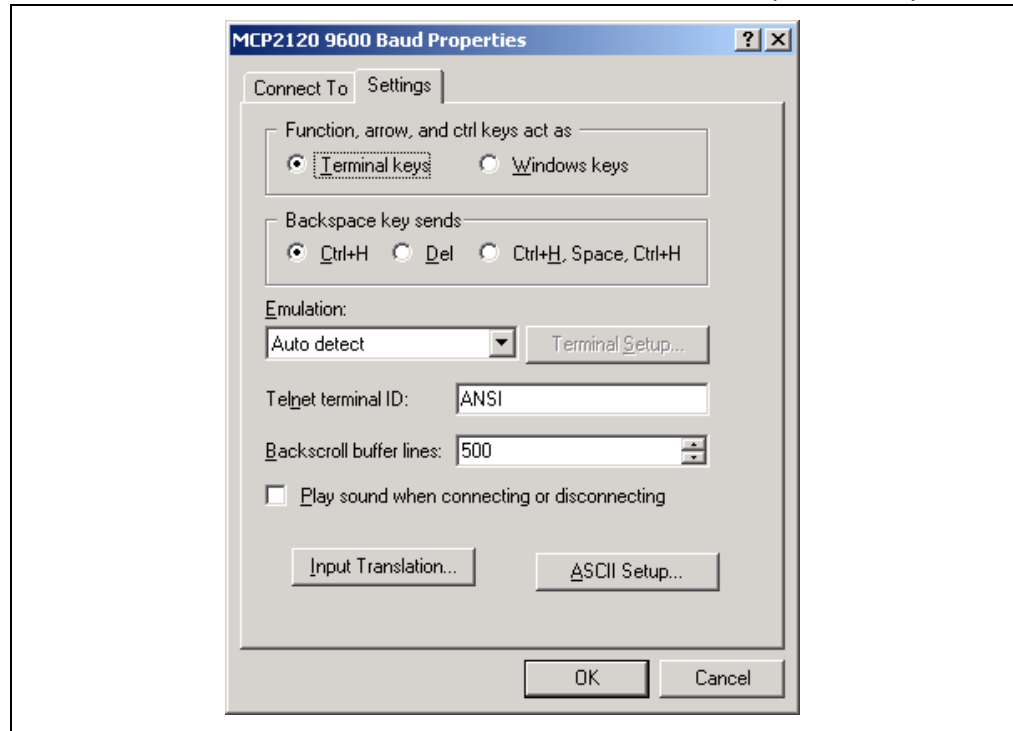 MCP2120 9600 Baud Properties
Connect To Settings
Function, arrow, and ctrl keys act as
Terminal keys Windows keys
Backspace key sends
Ctrl+H Del Ctrl+H, Space, Ctrl+H
Emulation:
Auto detect Terminal Setup...
Telnet terminal ID: ANSI
Backscroll buffer lines: 500
Play sound when connecting or disconnecting
Input Translation... ASCII Setup...
OK Cancel